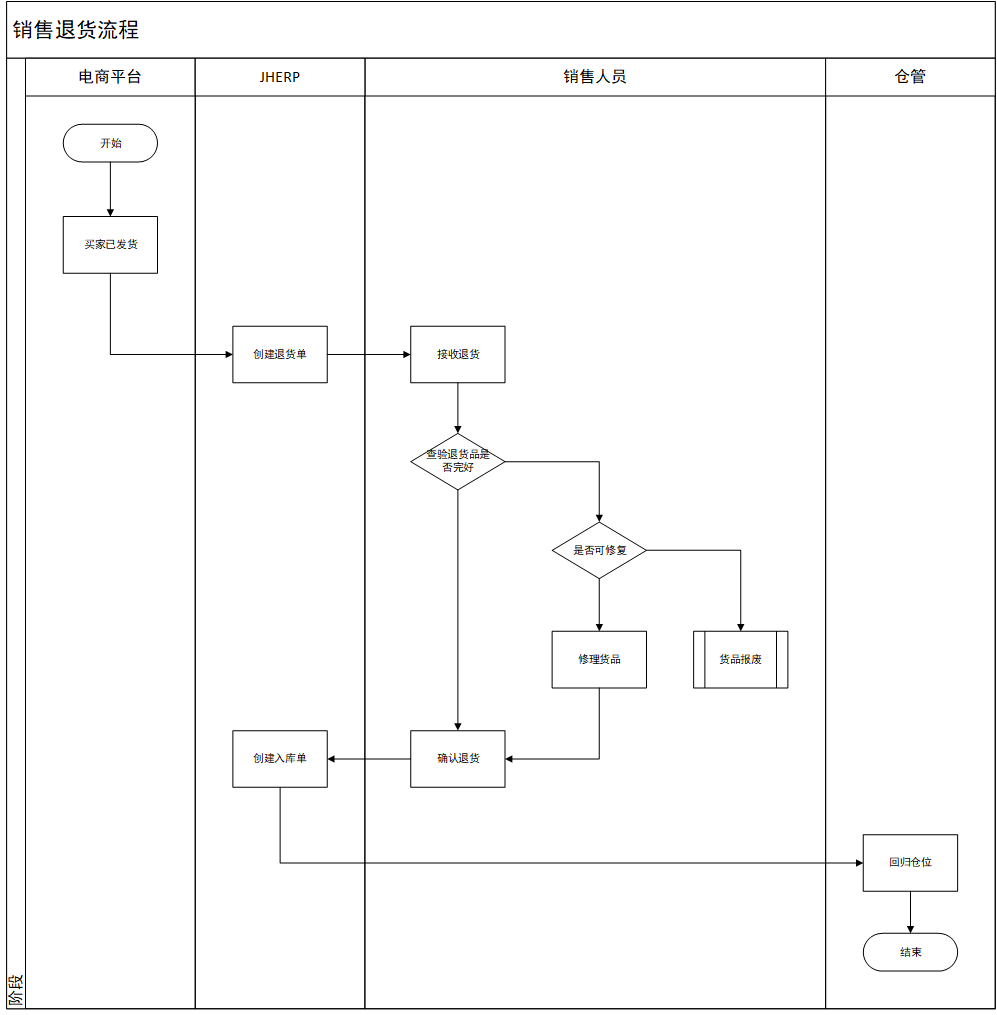 销售退货流程
电商平台
JHERP
销售人员
仓管
开始
买家已发货
创建退货单
接收退货
查验退货品是
否完好
是否可修复
修理货品
货品报废
创建入库单
确认退货
回归仓位
结束
阶段